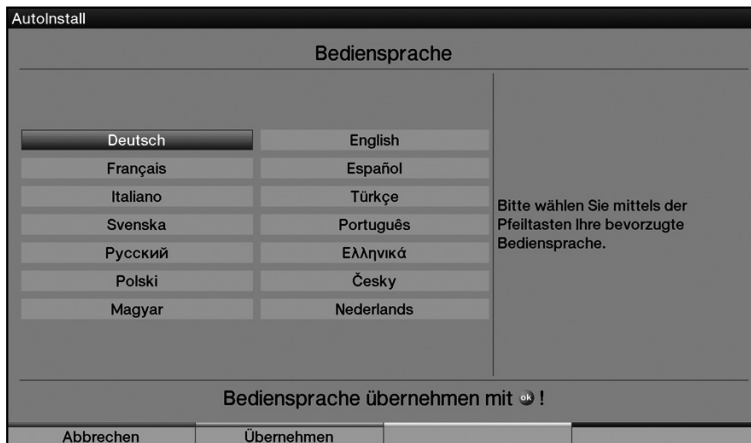 AutoInstall
Bediensprache
Deutsch English
Français Español
Italiano Türkçe
Svenska Português
Русский Ελληνικά
Polski Česky
Magyar Nederlands
Bitte wählen Sie mittels der
Pfeiltasten Ihre bevorzugte
Bediensprache.
Bediensprache übernehmen mit ok !
Abbrechen Übernehmen